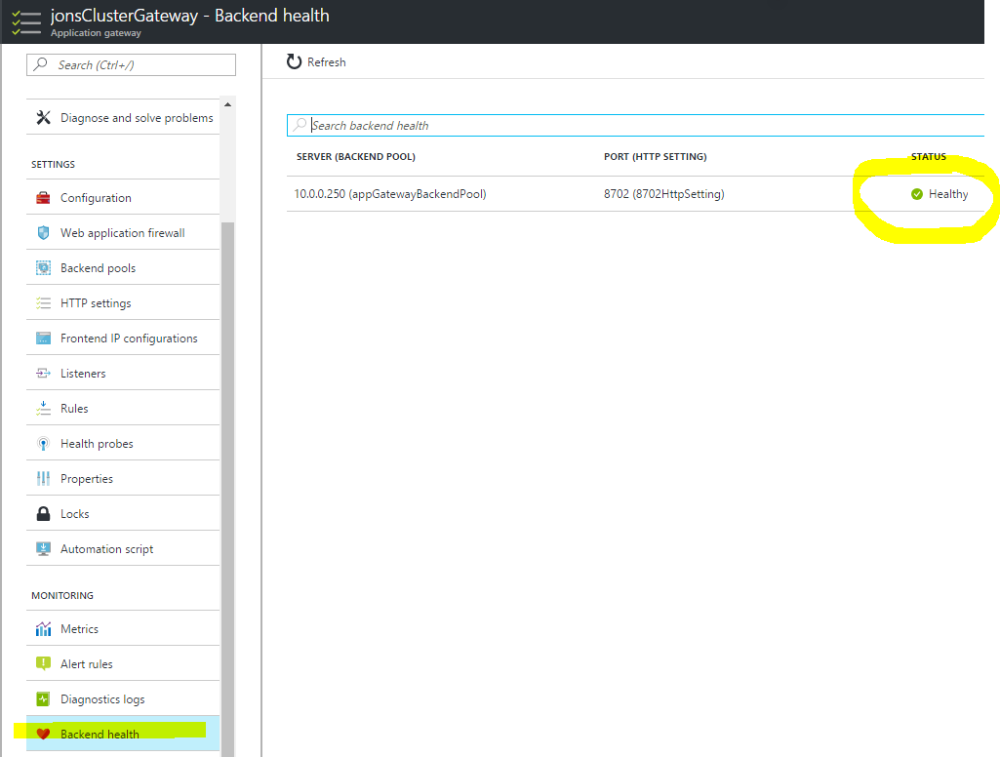 jonsClusterGateway - Backend health
Application gateway
Search (Ctrl+/)
Diagnose and solve problems
SETTINGS
Configuration
Web application firewall
Backend pools
HTTP settings
Frontend IP configurations
Listeners
Rules
Health probes
Properties
Locks
Automation script
MONITORING
Metrics
Alert rules
Diagnostics logs
Backend health
Refresh
Search backend health
SERVER (BACKEND POOL) PORT (HTTP SETTING) STATUS
10.0.0.250 (appGatewayBackendPool) 8702 (8702HttpSetting) Healthy